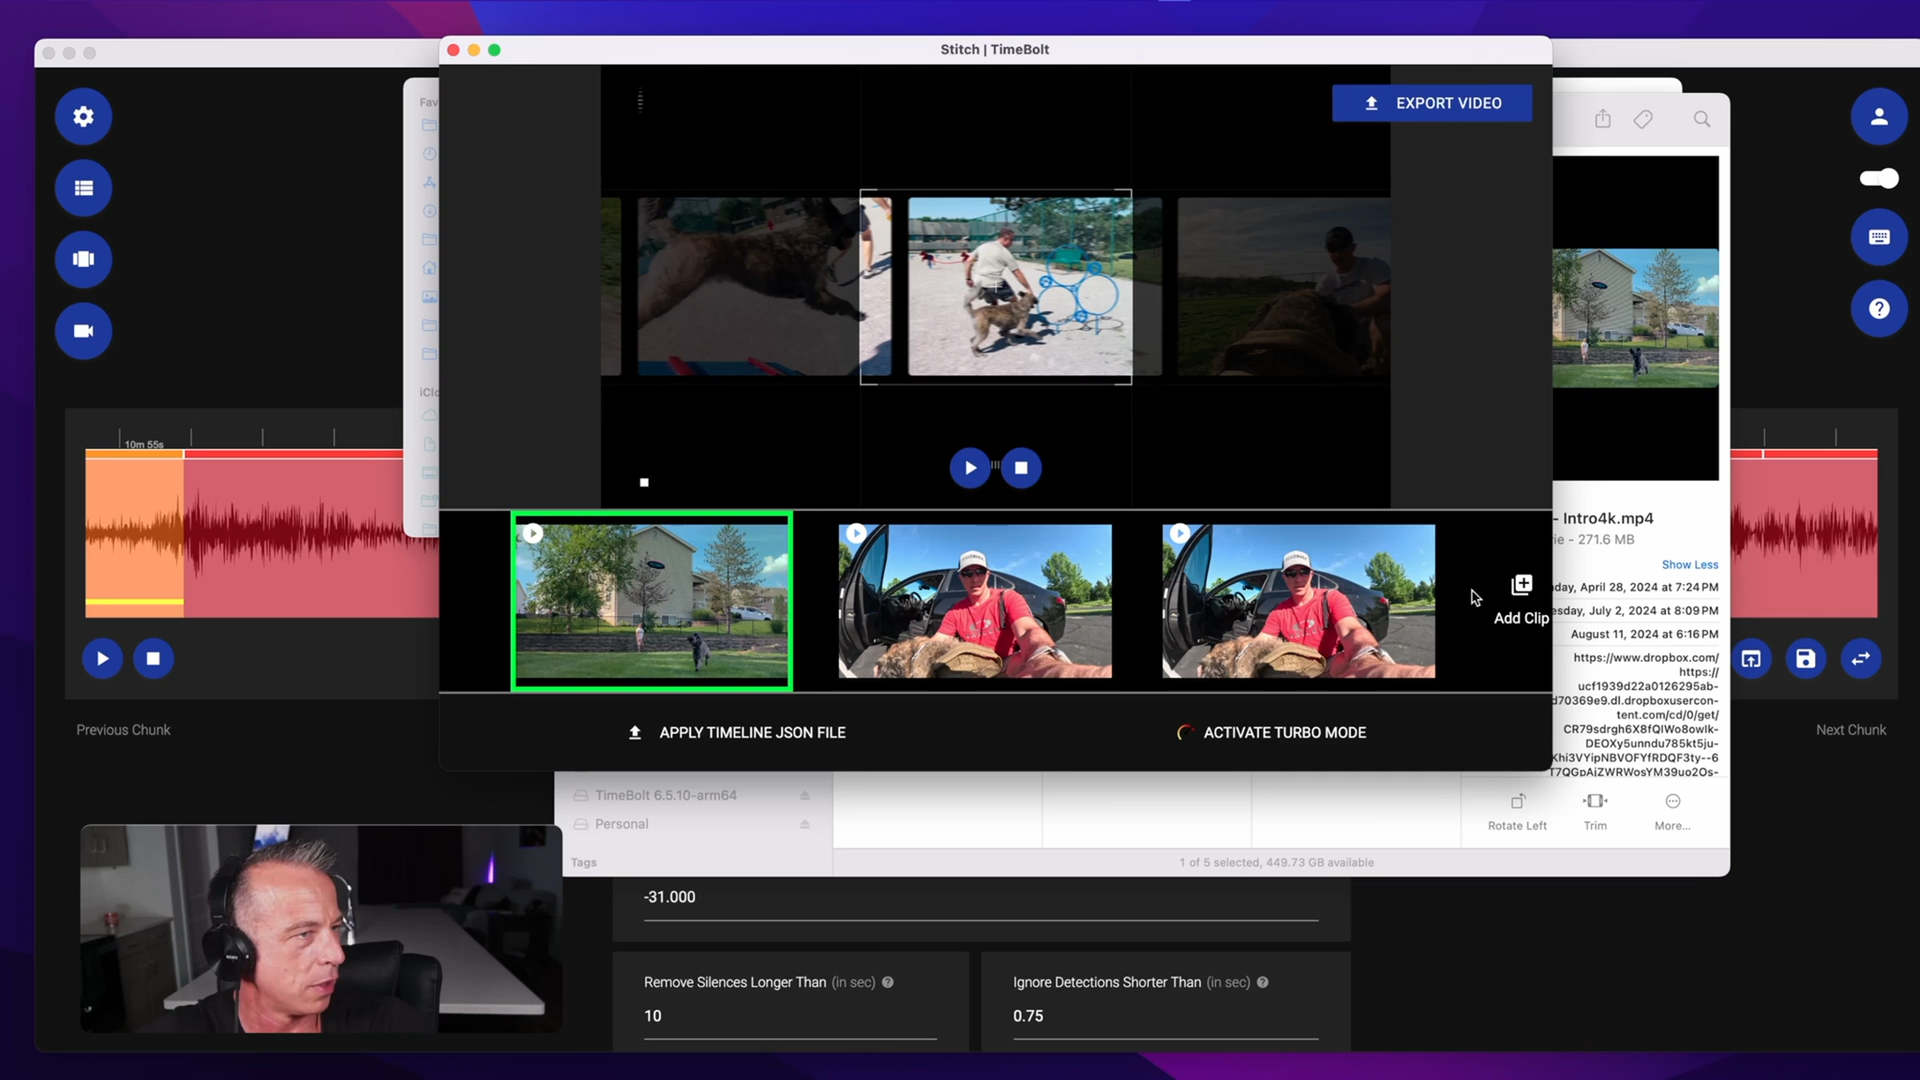 Stitch | TimeBolt
EXPORT VIDEO
Fav
iClo
10m 55s
Add Clip
- Intro4k.mp4
ie - 271.6 MB
Show Less
day, April 28, 2024 at 7:24 PM
esday, July 2, 2024 at 8:09 PM
August 11, 2024 at 6:16 PM
https://www.dropbox.com/
https://
ucf1939d22a0126295ab-
d70369e9.dl.dropboxusercon-
tent.com/cd/0/get/
CR79sdrgh6X8fQIWo8owIk-
DEOXy5unndu785kt5ju-
Khi3VYipNBVOFYfRDQF3ty--6
T7QGpAiZWRWosYM39uo2Os-
Previous Chunk
Next Chunk
APPLY TIMELINE JSON FILE
ACTIVATE TURBO MODE
TimeBolt 6.5.10-arm64
Personal
Tags
Rotate Left
Trim
More...
1 of 5 selected, 449.73 GB available
-31.000
Remove Silences Longer Than (in sec)
10
Ignore Detections Shorter Than (in sec)
0.75